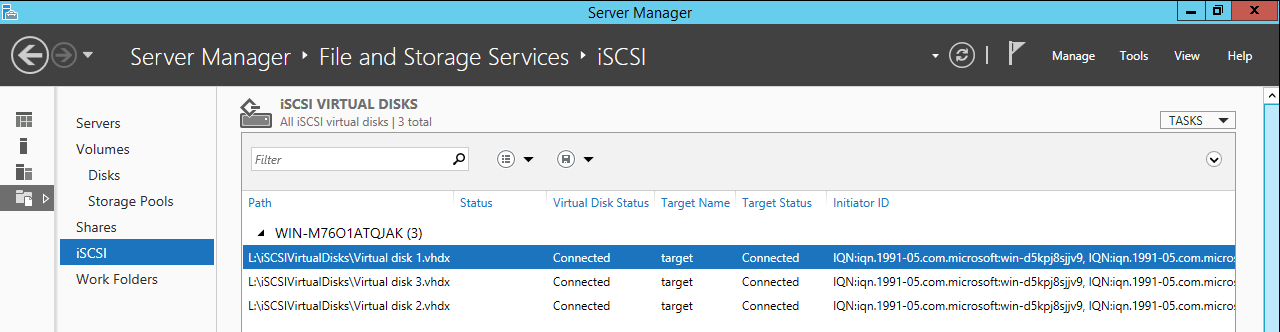 Server Manager
Server Manager ‣ File and Storage Services ‣ iSCSI
Manage Tools View Help
Servers
Volumes
Disks
Storage Pools
Shares
iSCSI
Work Folders
iSCSI VIRTUAL DISKS
All iSCSI virtual disks | 3 total
TASKS
Filter
Path Status Virtual Disk Status Target Name Target Status Initiator ID
WIN-M76O1ATQJAK (3)
L:\iSCSIVirtualDisks\Virtual disk 1.vhdx Connected target Connected IQN:iqn.1991-05.com.microsoft:win-d5kpj8sjjv9, IQN:iqn.1991-05.com.micros
L:\iSCSIVirtualDisks\Virtual disk 3.vhdx Connected target Connected IQN:iqn.1991-05.com.microsoft:win-d5kpj8sjjv9, IQN:iqn.1991-05.com.micros
L:\iSCSIVirtualDisks\Virtual disk 2.vhdx Connected target Connected IQN:iqn.1991-05.com.microsoft:win-d5kpj8sjjv9, IQN:iqn.1991-05.com.micros